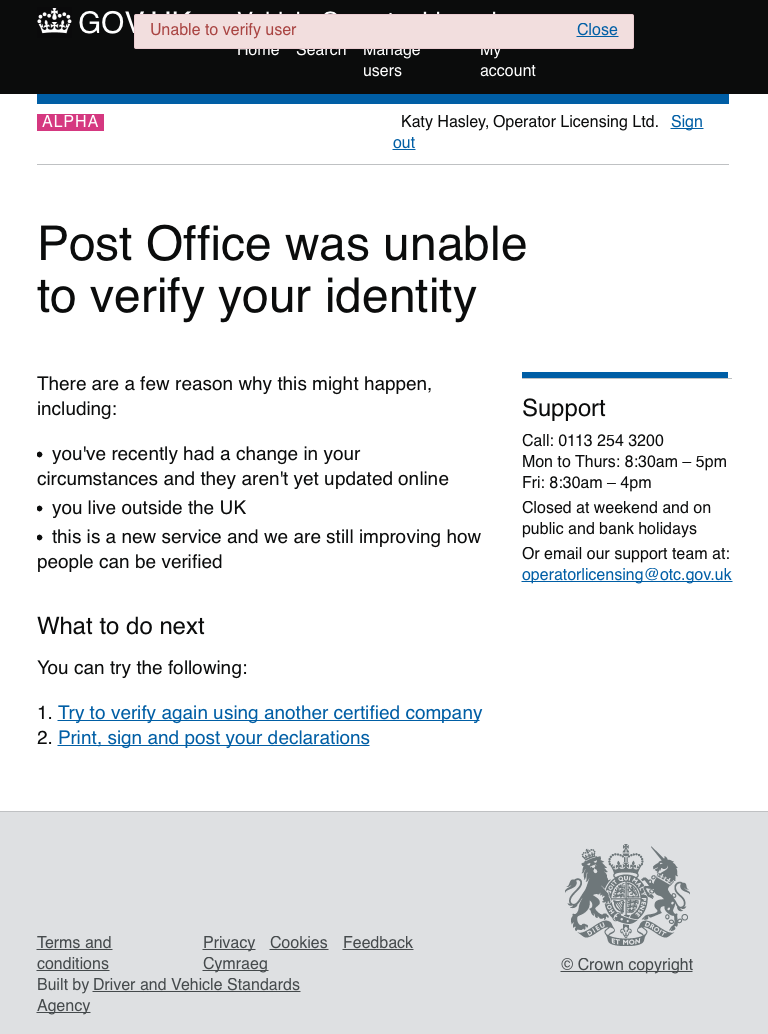 GOV.UK
Unable to verify user Close
Home Search Manage users My account
ALPHA
Katy Hasley, Operator Licensing Ltd. Sign
out
Post Office was unable
to verify your identity
There are a few reason why this might happen,
including:
• you've recently had a change in your
circumstances and they aren't yet updated online
• you live outside the UK
• this is a new service and we are still improving how
people can be verified
What to do next
You can try the following:
1. Try to verify again using another certified company
2. Print, sign and post your declarations
Support
Call: 0113 254 3200
Mon to Thurs: 8:30am – 5pm
Fri: 8:30am – 4pm
Closed at weekend and on
public and bank holidays
Or email our support team at:
operatorlicensing@otc.gov.uk
Terms and
conditions
Privacy Cookies Feedback
Cymraeg
Built by Driver and Vehicle Standards
Agency
DIEU ET MON DROIT
© Crown copyright